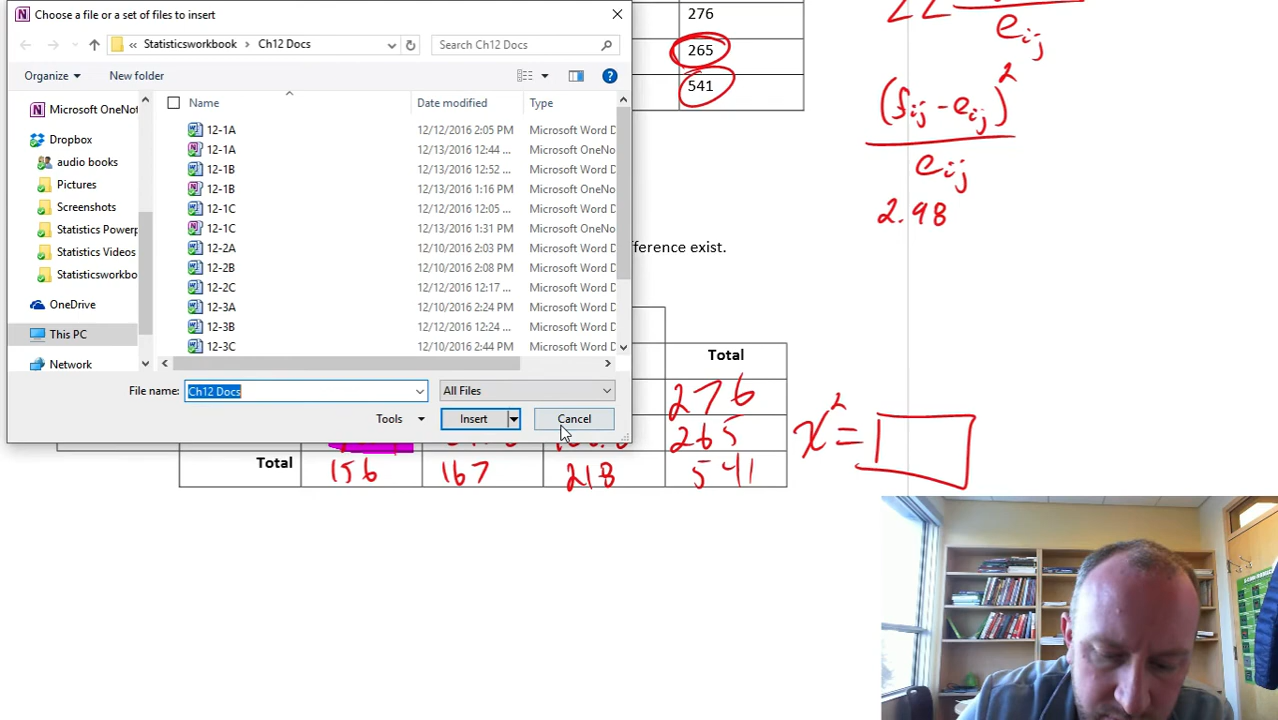 Choose a file or a set of files to insert
« Statisticsworkbook > Ch12 Docs
Search Ch12 Docs
Organize
New folder
Microsoft OneNot
Dropbox
audio books
Pictures
Screenshots
Statistics Powerp
Statistics Videos
Statisticsworkbo
OneDrive
This PC
Network
Name Date modified Type
12-1A 12/12/2016 2:05 PM Microsoft Word D
12-1A 12/13/2016 12:44 ... Microsoft OneNo
12-1B 12/13/2016 12:52 ... Microsoft Word D
12-1B 12/13/2016 1:16 PM Microsoft OneNo
12-1C 12/12/2016 12:05 ... Microsoft Word D
12-1C 12/13/2016 1:31 PM Microsoft OneNo
12-2A 12/10/2016 2:03 PM Microsoft Word D
12-2B 12/10/2016 2:08 PM Microsoft Word D
12-2C 12/12/2016 12:17 ... Microsoft Word D
12-3A 12/10/2016 2:24 PM Microsoft Word D
12-3B 12/12/2016 12:24 ... Microsoft Word D
12-3C 12/10/2016 2:44 PM Microsoft Word D
File name: Ch12 Docs
All Files
Tools
Insert
Cancel
276
265
541
eij
(fij - eij)²
eij
2.98
fference exist.
Total
276
265
Total 156 167 218 541
χ² =